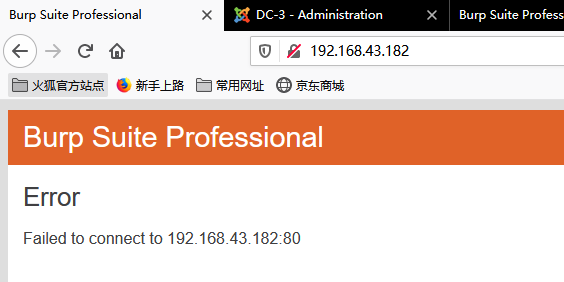 Burp Suite Professional
DC-3 - Administration
Burp Suite Profess
192.168.43.182
火狐官方站点 新手上路 常用网址 京东商城
Burp Suite Professional
Error
Failed to connect to 192.168.43.182:80